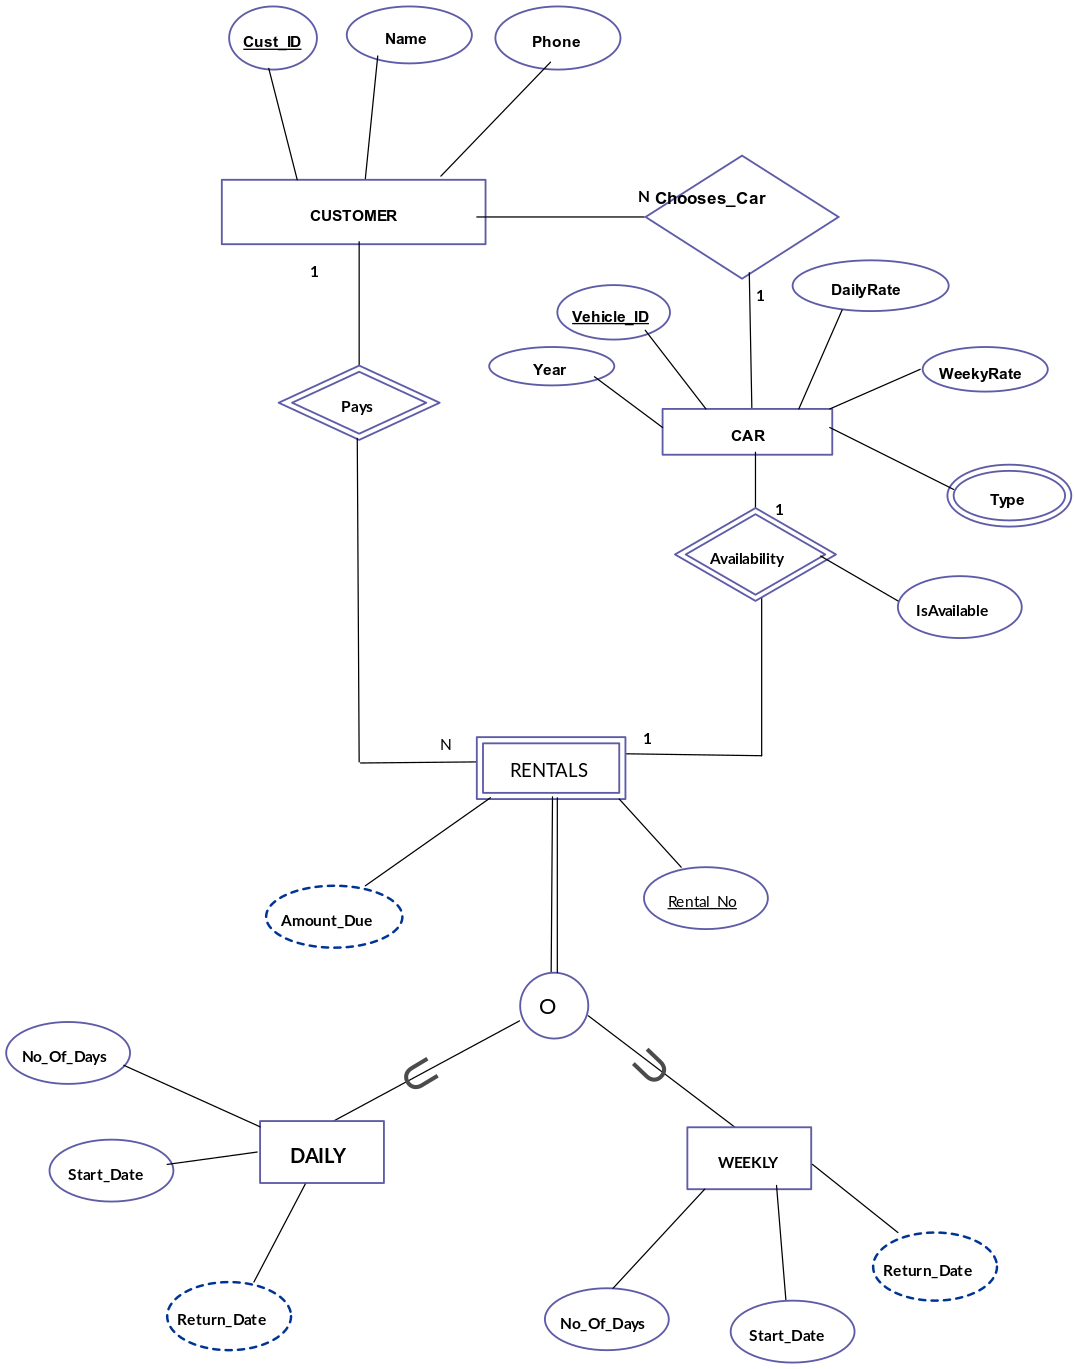 Cust_ID
Name
Phone
CUSTOMER
N
Chooses_Car
1
1
DailyRate
Vehicle_ID
Year
WeekyRate
Pays
CAR
Type
1
Availability
IsAvailable
N
1
RENTALS
Amount_Due
Rental_No
O
No_Of_Days
Start_Date
DAILY
WEEKLY
Return_Date
Return_Date
No_Of_Days
Start_Date